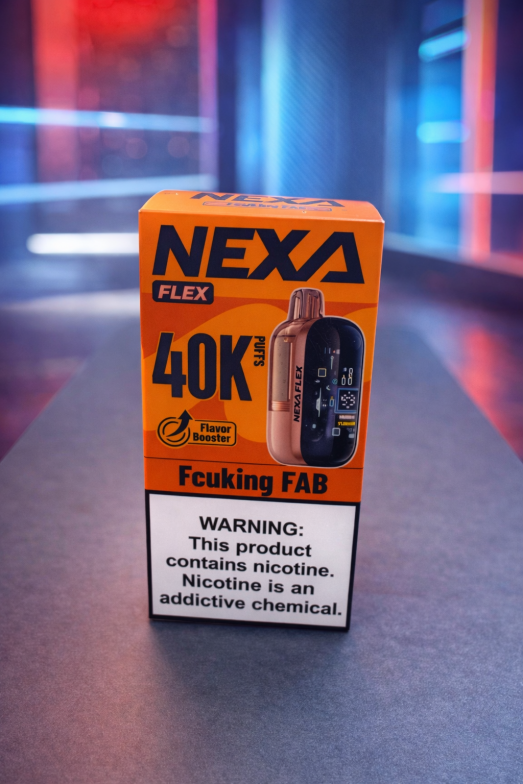 NEXA
NEXA
FLEX
40K
PUFFS
Flavor
Booster
NEXA FLEX
Fcuking FAB
WARNING:
This product
contains nicotine.
Nicotine is an
addictive chemical.